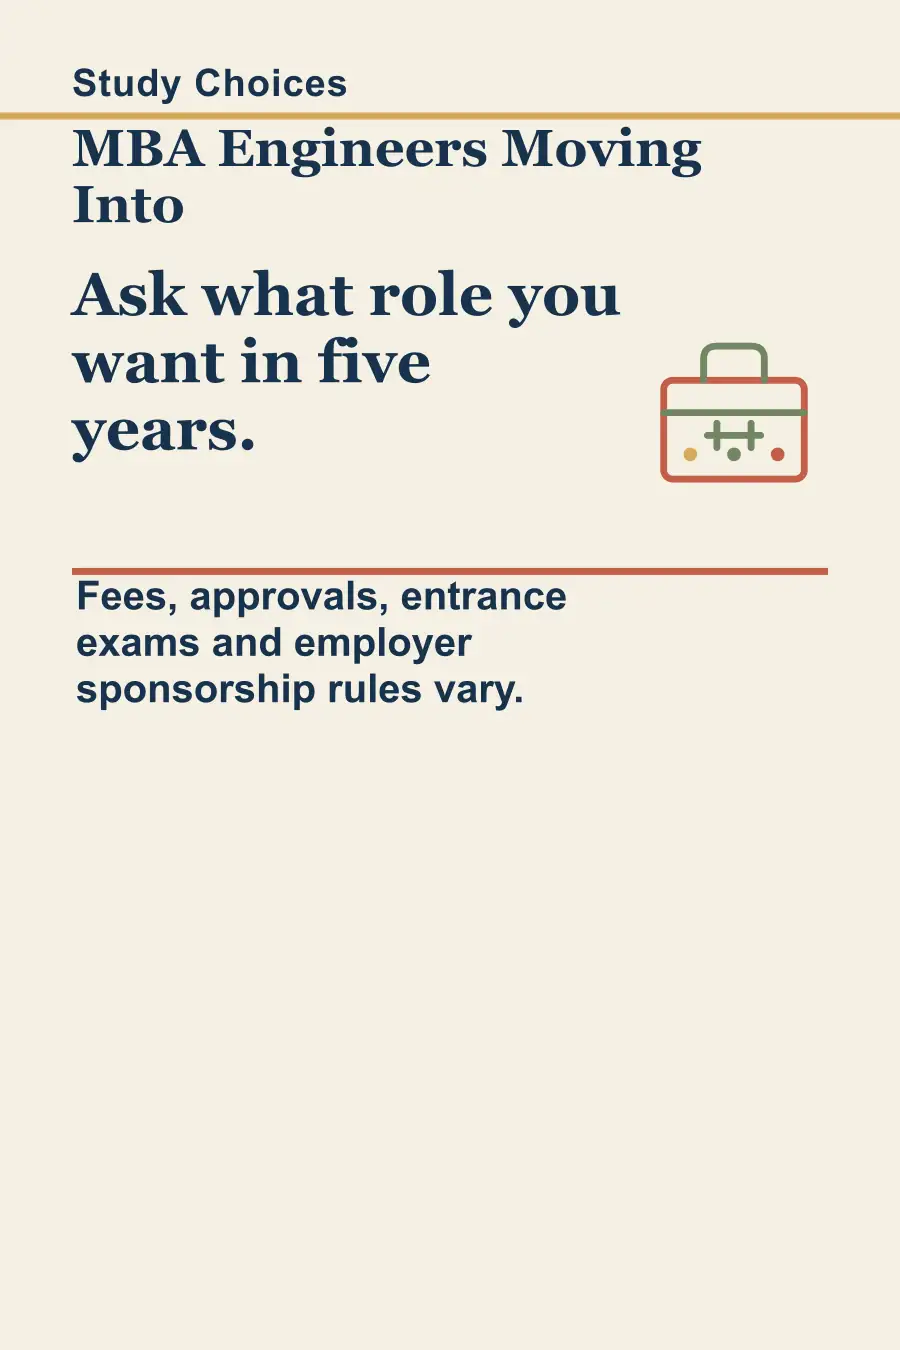 Study Choices
MBA Engineers Moving
Into
Ask what role you
want in five
years.
Fees, approvals, entrance
exams and employer
sponsorship rules vary.